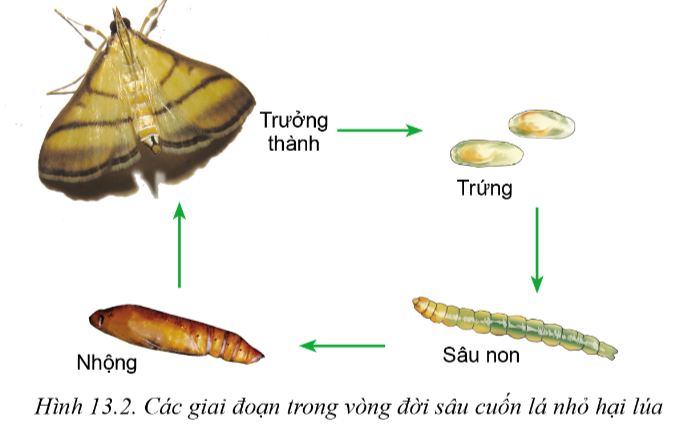 Trưởng
thành
Trứng
Sâu non
Nhộng
Hình 13.2. Các giai đoạn trong vòng đời sâu cuốn lá nhỏ hại lúa